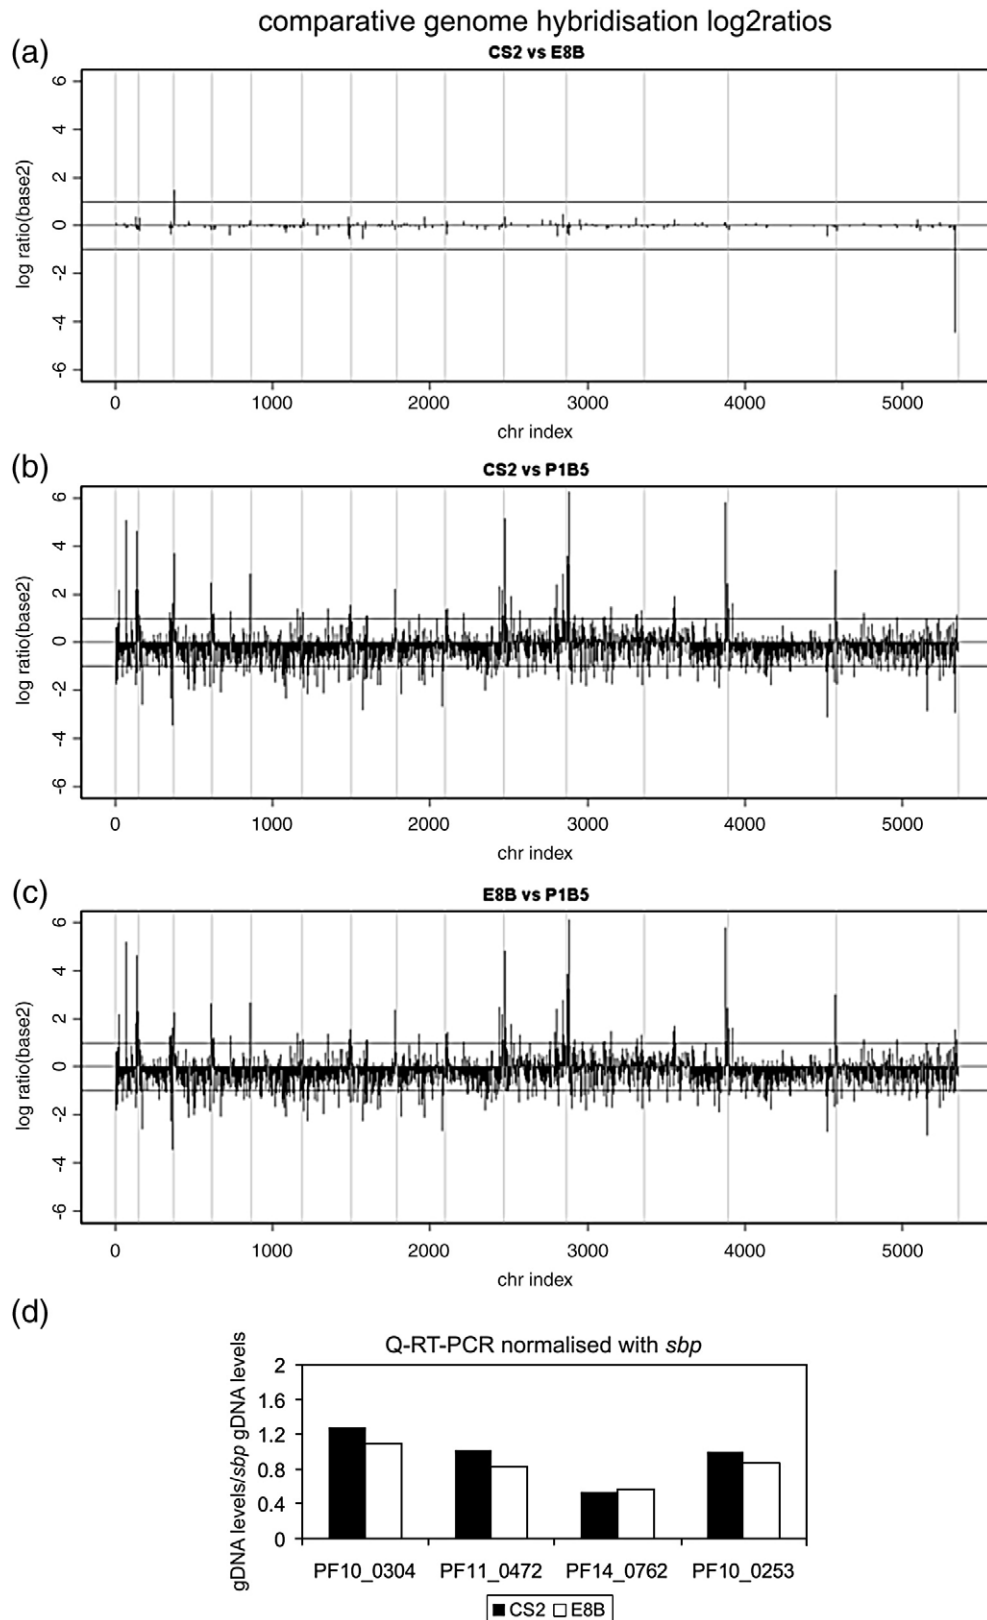 comparative genome hybridisation log2ratios
(a)
CS2 vs E8B
log ratio(base2)
6
4
2
0
-2
-4
-6
0 1000 2000 3000 4000 5000
chr index
(b)
CS2 vs P1B5
log ratio(base2)
6
4
2
0
-2
-4
-6
0 1000 2000 3000 4000 5000
chr index
(c)
E8B vs P1B5
log ratio(base2)
6
4
2
0
-2
-4
-6
0 1000 2000 3000 4000 5000
chr index
(d)
Q-RT-PCR normalised with sbp
gDNA levels/sbp gDNA levels
2
1.6
1.2
0.8
0.4
0
PF10_0304 PF11_0472 PF14_0762 PF10_0253
CS2 E8B